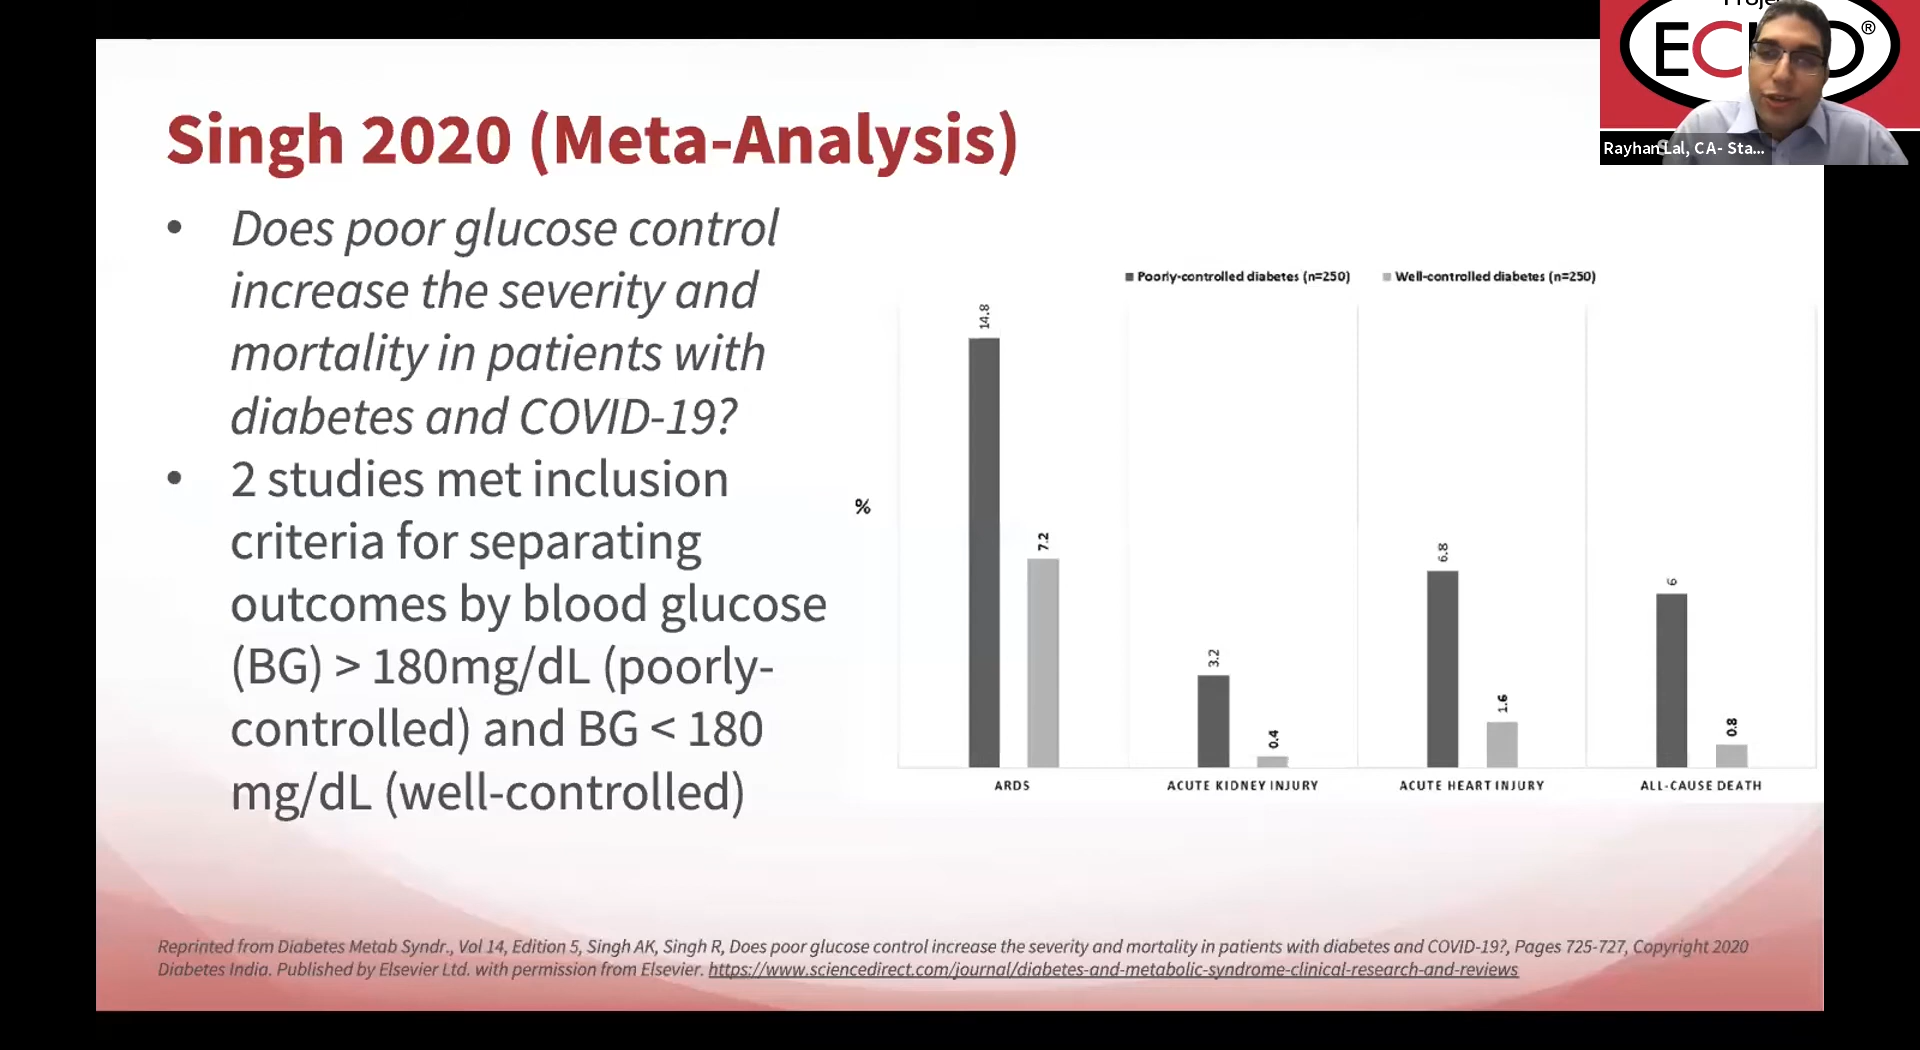 Singh 2020 (Meta-Analysis)
• Does poor glucose control
increase the severity and
mortality in patients with
diabetes and COVID-19?
• 2 studies met inclusion
criteria for separating
outcomes by blood glucose
(BG) > 180mg/dL (poorly-
controlled) and BG < 180
mg/dL (well-controlled)
Poorly-controlled diabetes (n=250) Well-controlled diabetes (n=250)
%
14.8
7.2
3.2
0.4
6.8
1.6
6
0.8
ARDS ACUTE KIDNEY INJURY ACUTE HEART INJURY ALL-CAUSE DEATH
Reprinted from Diabetes Metab Syndr., Vol 14, Edition 5, Singh AK, Singh R, Does poor glucose control increase the severity and mortality in patients with diabetes and COVID-19?, Pages 725-727, Copyright 2020
Diabetes India. Published by Elsevier Ltd. with permission from Elsevier. https://www.sciencedirect.com/journal/diabetes-and-metabolic-syndrome-clinical-research-and-reviews
Rayhan Lal, CA- Sta...